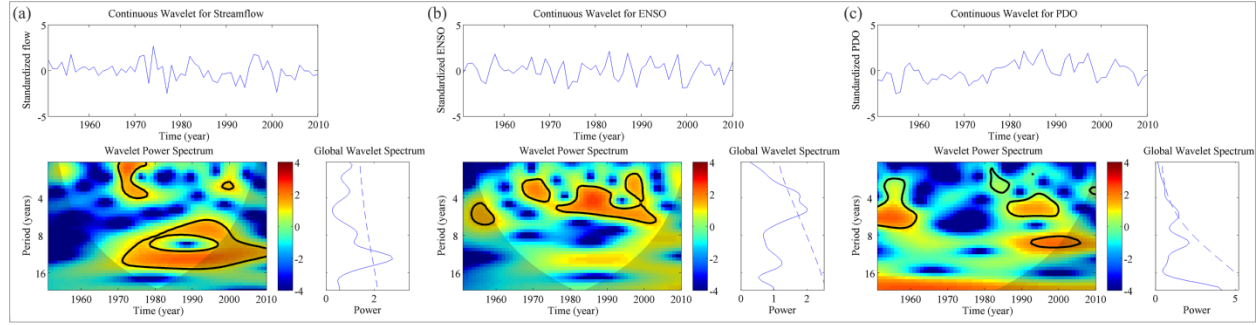 (a)
Continuous Wavelet for Streamflow
Standardized flow
5
0
-5
1960 1970 1980 1990 2000 2010
Time (year)
Wavelet Power Spectrum
Period (years)
4
8
16
1960 1970 1980 1990 2000 2010
Time (year)
4
2
0
-2
-4
Global Wavelet Spectrum
0 2
Power
(b)
Continuous Wavelet for ENSO
Standardized ENSO
5
0
-5
1960 1970 1980 1990 2000 2010
Time (year)
Wavelet Power Spectrum
Period (years)
4
8
16
1960 1970 1980 1990 2000 2010
Time (year)
4
2
0
-2
-4
Global Wavelet Spectrum
0 1 2
Power
(c)
Continuous Wavelet for PDO
Standardized PDO
5
0
-5
1960 1970 1980 1990 2000 2010
Time (year)
Wavelet Power Spectrum
Period (years)
4
8
16
1960 1970 1980 1990 2000 2010
Time (year)
4
2
0
-2
-4
Global Wavelet Spectrum
0 5
Power